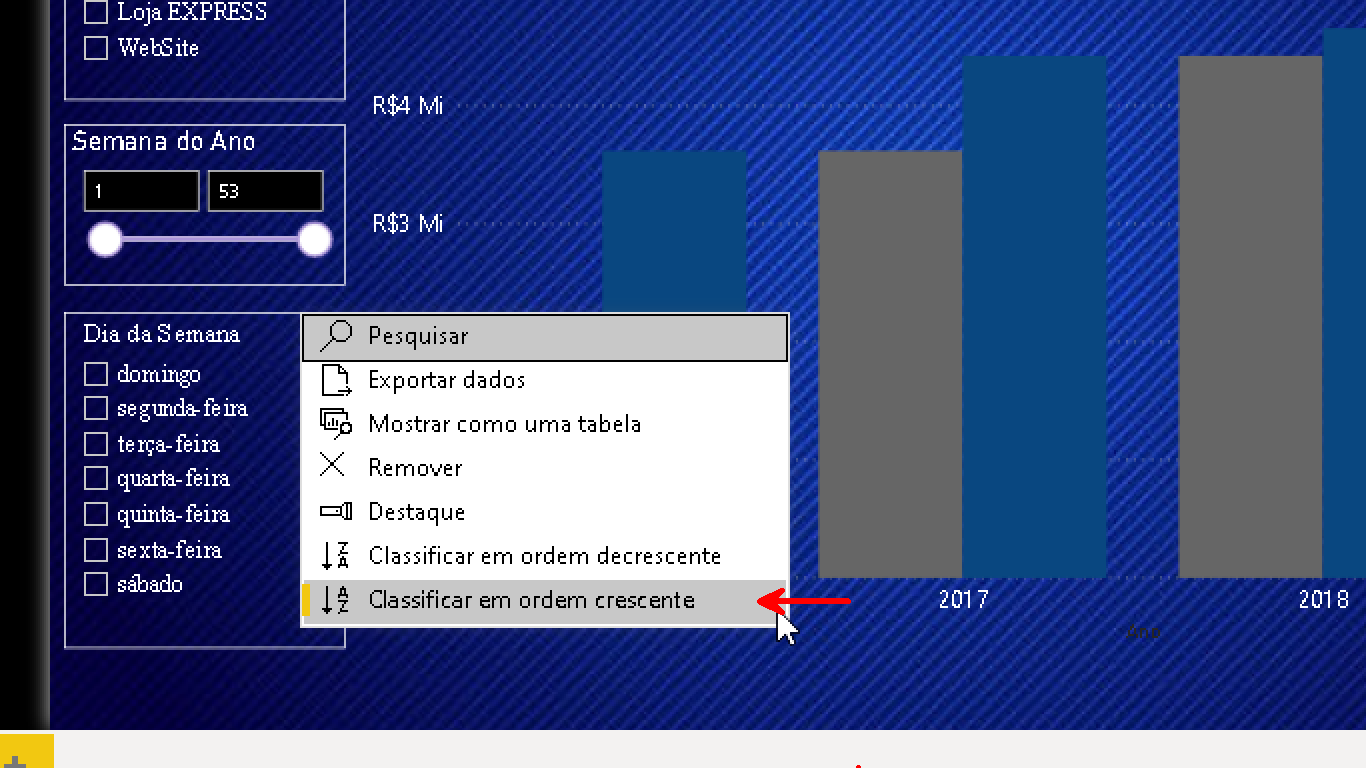 Loja EXPRESS
WebSite
Semana do Ano
1 53
Dia da Semana
domingo
segunda-feira
terça-feira
quarta-feira
quinta-feira
sexta-feira
sábado
Pesquisar
Exportar dados
Mostrar como uma tabela
Remover
Destaque
Classificar em ordem decrescente
Classificar em ordem crescente
R$4 Mi
R$3 Mi
2017 2018
Ano